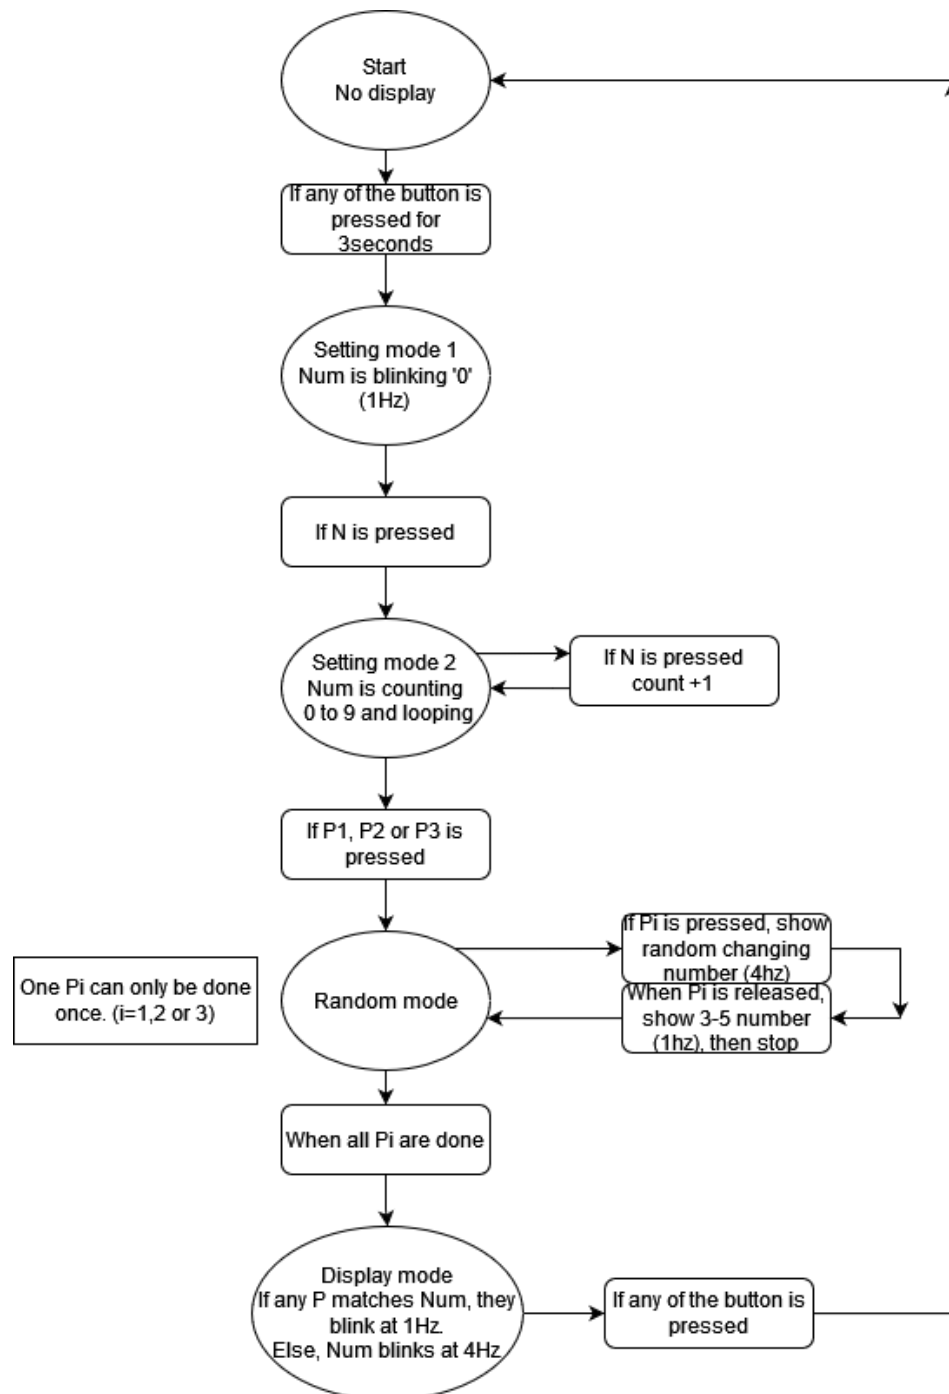 Start
No display
If any of the button is
pressed for
3seconds
Setting mode 1
Num is blinking '0'
(1Hz)
If N is pressed
Setting mode 2
Num is counting
0 to 9 and looping
If N is pressed
count +1
If P1, P2 or P3 is
pressed
Random mode
If Pi is pressed, show
random changing
number (4hz)
When Pi is released,
show 3-5 number
(1hz), then stop
One Pi can only be done
once. (i=1,2 or 3)
When all Pi are done
Display mode
If any P matches Num, they
blink at 1Hz.
Else, Num blinks at 4Hz
If any of the button is
pressed